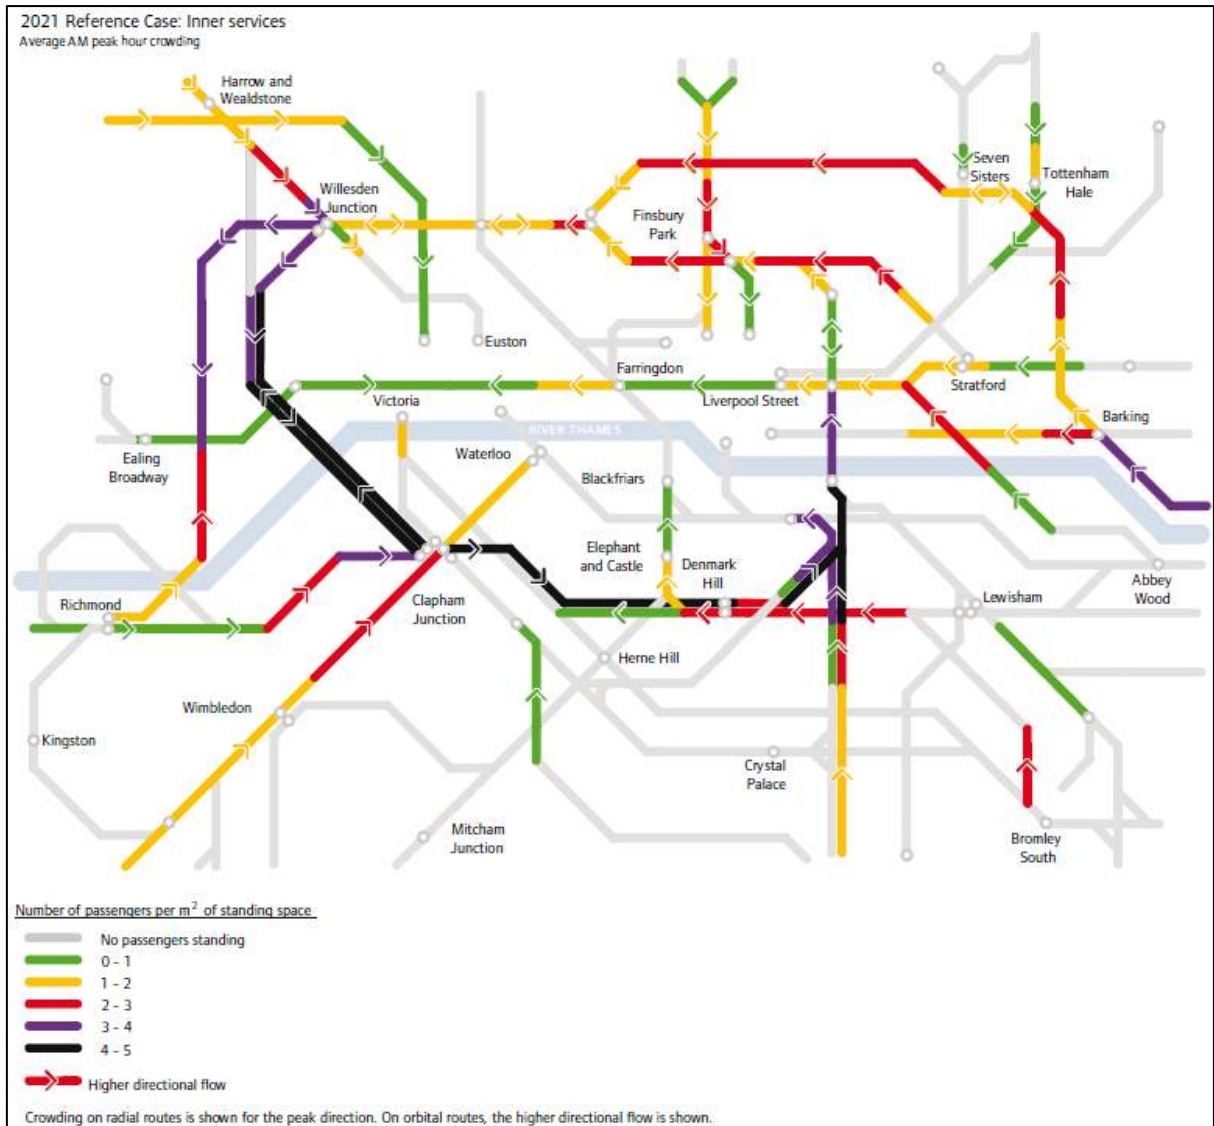 2021 Reference Case: Inner services
Average AM peak hour crowding
Harrow and
Wealdstone
Willesden
Junction
Finsbury
Park
Seven
Sisters
Tottenham
Hale
Euston
Farringdon
Victoria
Liverpool Street
Stratford
Barking
RIVER THAMES
Ealing
Broadway
Waterloo
Blackfriars
Elephant
and Castle
Denmark
Hill
Abbey
Wood
Richmond
Clapham
Junction
Lewisham
Herne Hill
Wimbledon
Kingston
Crystal
Palace
Mitcham
Junction
Bromley
South
Number of passengers per m² of standing space
No passengers standing
0 - 1
1 - 2
2 - 3
3 - 4
4 - 5
Higher directional flow
Crowding on radial routes is shown for the peak direction. On orbital routes, the higher directional flow is shown.